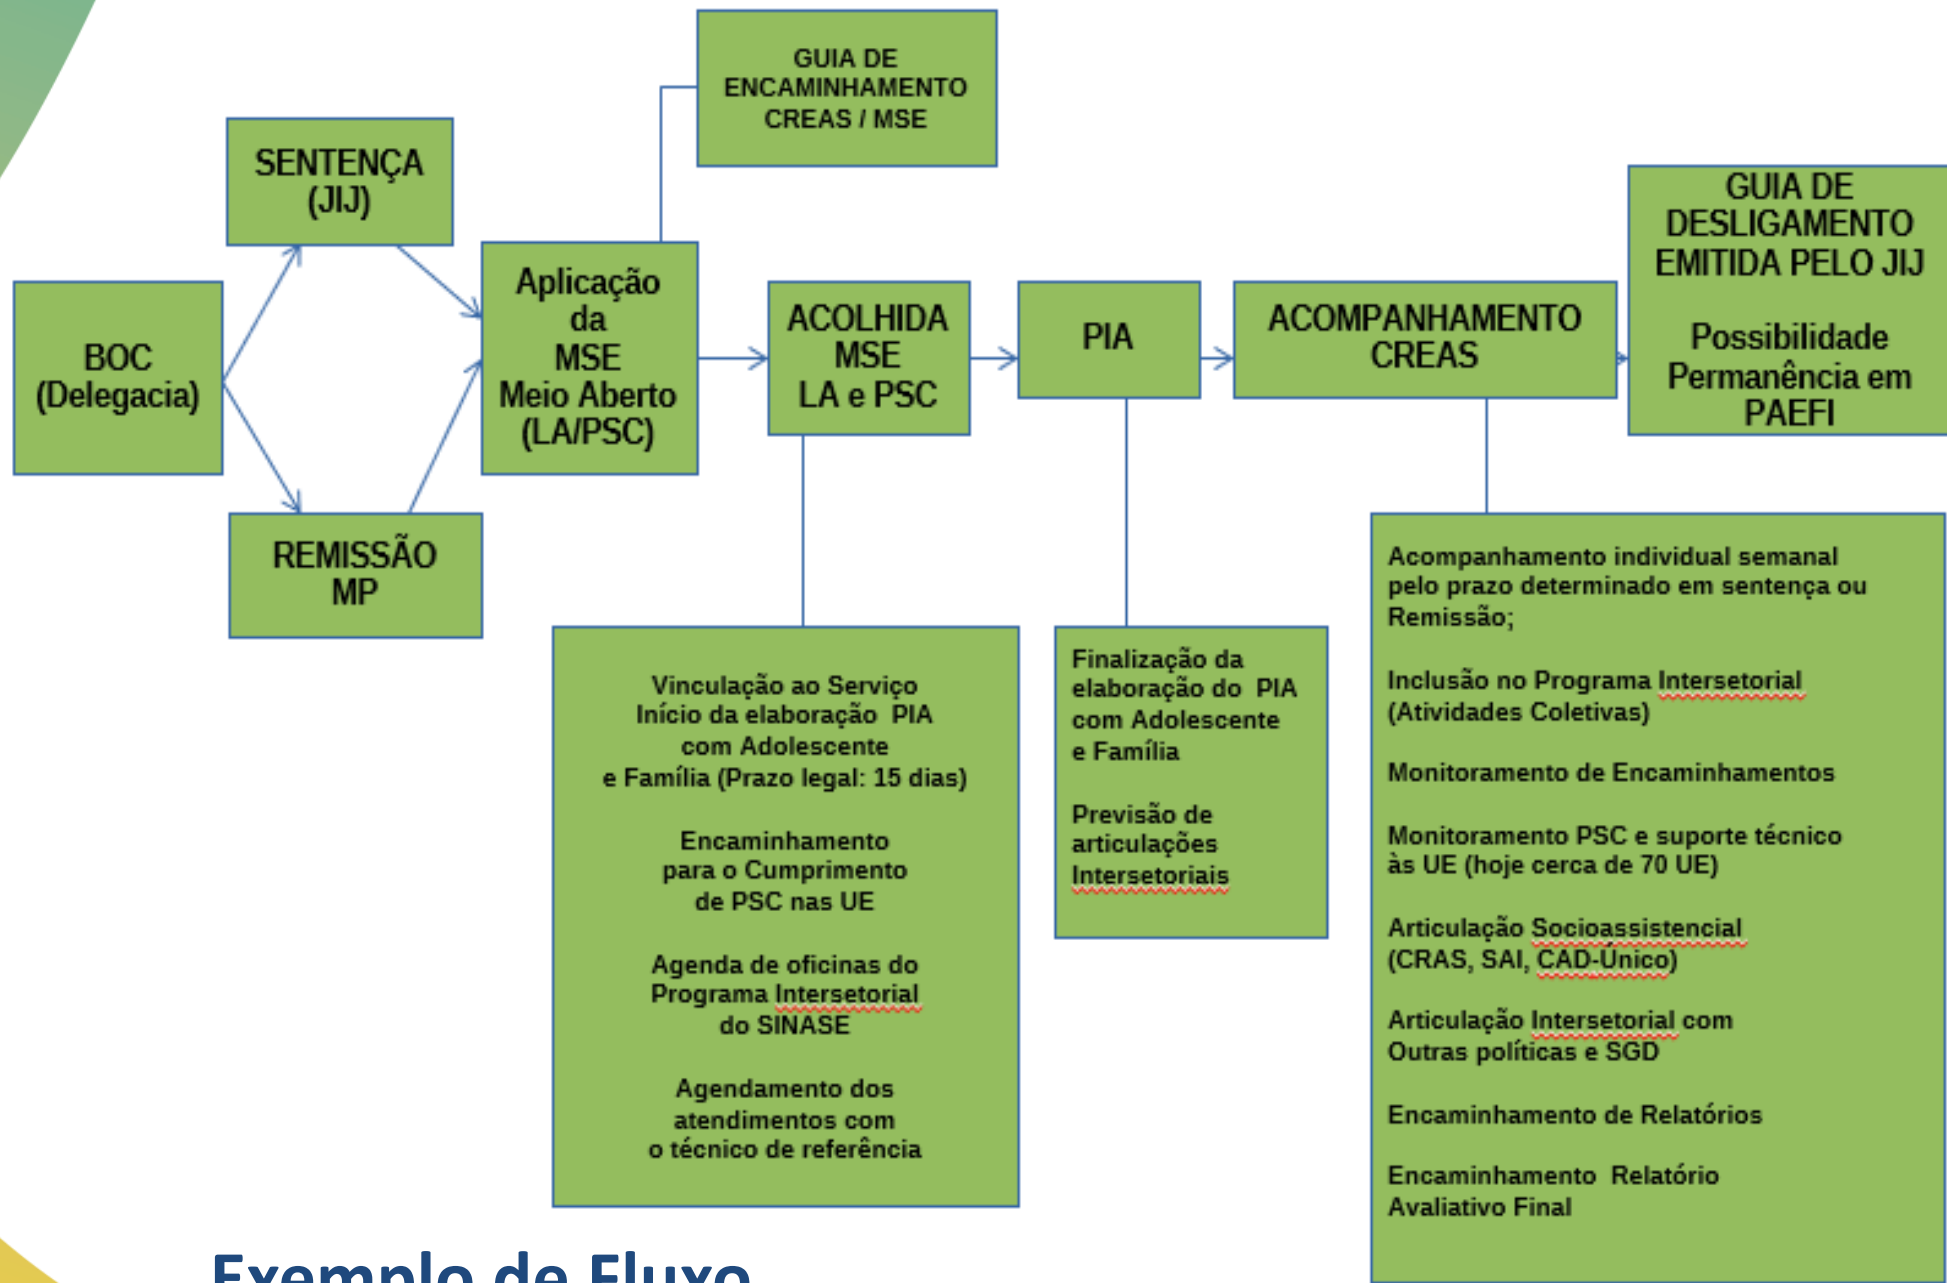 GUIA DE
ENCAMINHAMENTO
CREAS / MSE
SENTENÇA
(JIJ)
BOC
(Delegacia)
REMISSÃO
MP
Aplicação
da
MSE
Meio Aberto
(LA/PSC)
ACOLHIDA
MSE
LA e PSC
PIA
ACOMPANHAMENTO
CREAS
GUIA DE
DESLIGAMENTO
EMITIDA PELO JIJ
Possibilidade
Permanência em
PAEFI
Vinculação ao Serviço
Início da elaboração PIA
com Adolescente
e Família (Prazo legal: 15 dias)
Encaminhamento
para o Cumprimento
de PSC nas UE
Agenda de oficinas do
Programa Intersetorial
do SINASE
Agendamento dos
atendimentos com
o técnico de referência
Finalização da
elaboração do PIA
com Adolescente
e Família
Previsão de
articulações
Intersetoriais
Acompanhamento individual semanal
pelo prazo determinado em sentença ou
Remissão;
Inclusão no Programa Intersetorial
(Atividades Coletivas)
Monitoramento de Encaminhamentos
Monitoramento PSC e suporte técnico
às UE (hoje cerca de 70 UE)
Articulação Socioassistencial
(CRAS, SAI, CAD-Único)
Articulação Intersetorial com
Outras políticas e SGD
Encaminhamento de Relatórios
Encaminhamento Relatório
Avaliativo Final
Exemplo de Fluxo